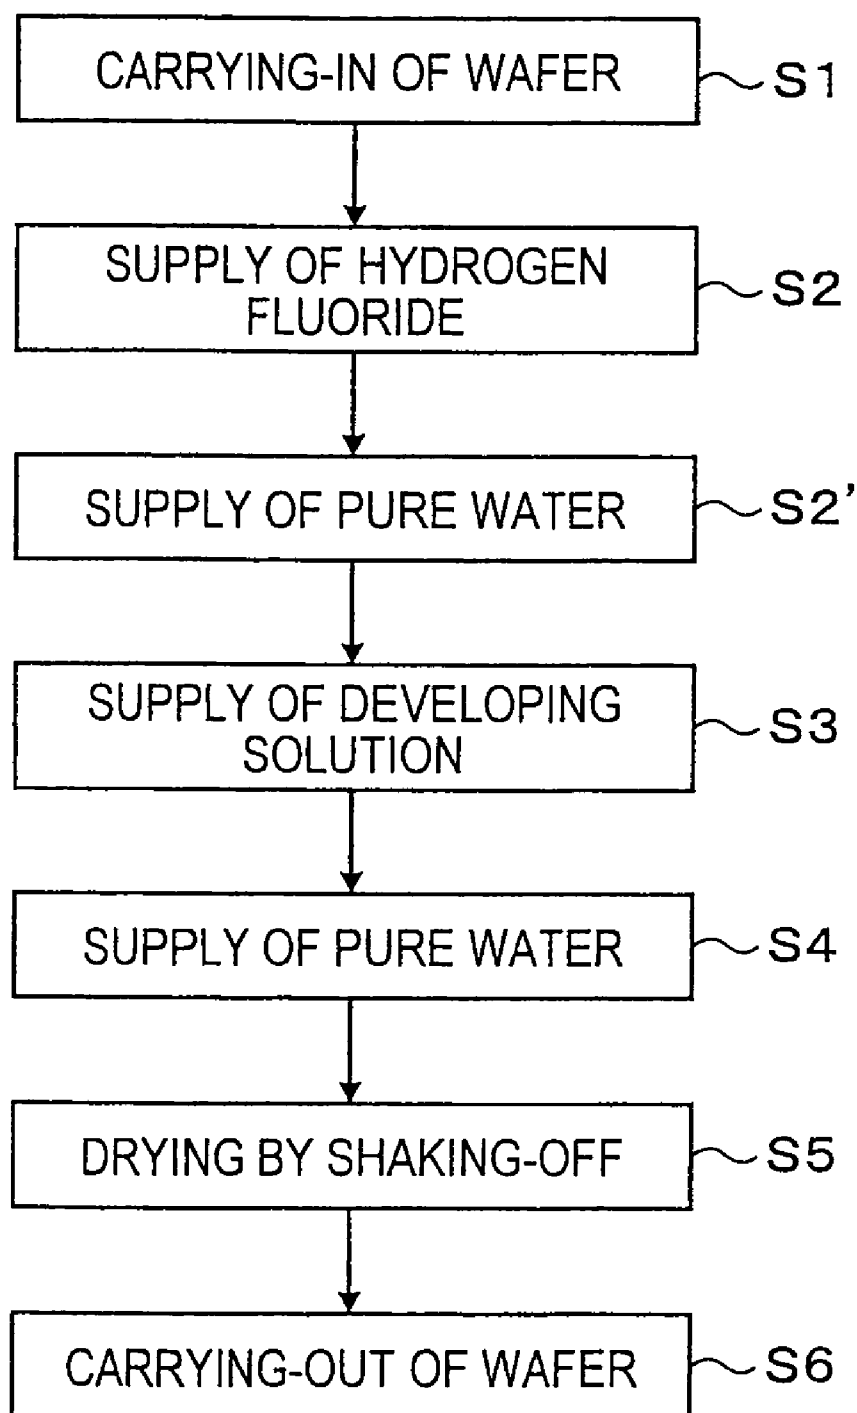 CARRYING-IN OF WAFER S1
SUPPLY OF HYDROGEN
FLUORIDE S2
SUPPLY OF PURE WATER S2’
SUPPLY OF DEVELOPING
SOLUTION S3
SUPPLY OF PURE WATER S4
DRYING BY SHAKING-OFF S5
CARRYING-OUT OF WAFER S6